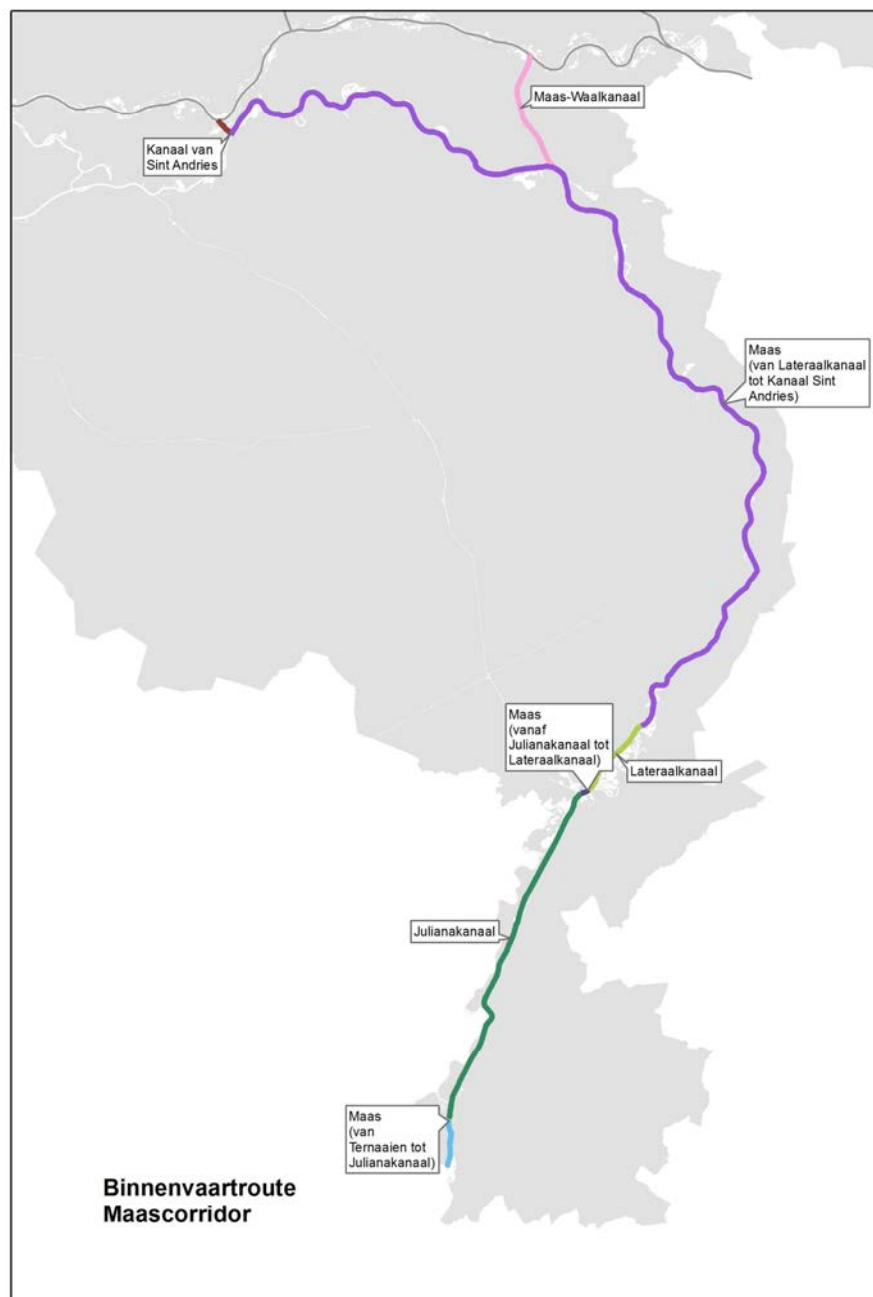 Maas-Waalkanaal
Kanaal van
Sint Andries
Maas
(van Lateraalkanaal
tot Kanaal Sint
Andries)
Maas
(vanaf
Julianakanaal tot
Lateraalkanaal)
Lateraalkanaal
Julianakanaal
Maas
(van
Ternaaien tot
Julianakanaal)
Binnenvaartroute
Maascorridor